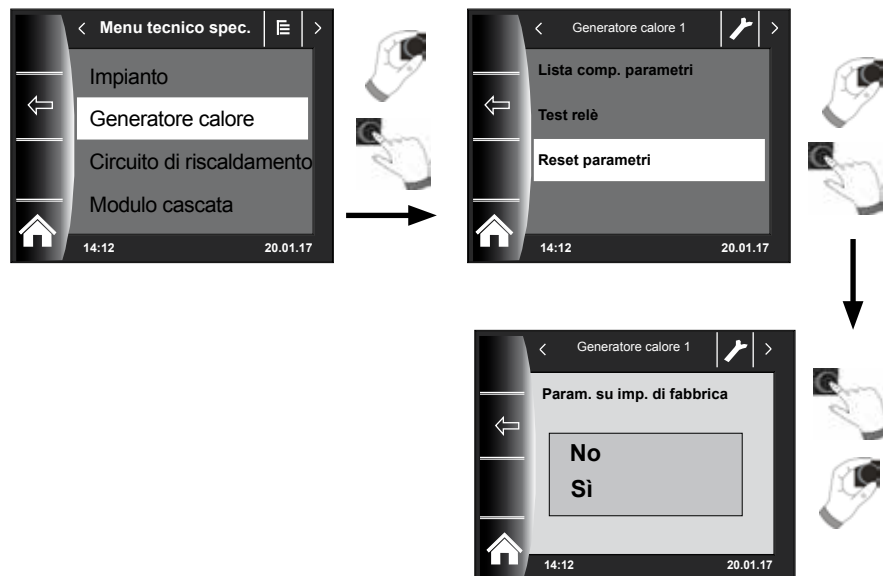 Menu tecnico spec.
Impianto
Generatore calore
Circuito di riscaldamento
Modulo cascata
14:12 20.01.17
Generatore calore 1
Lista comp. parametri
Test relè
Reset parametri
14:12 20.01.17
Generatore calore 1
Param. su imp. di fabbrica
No
Sì
14:12 20.01.17